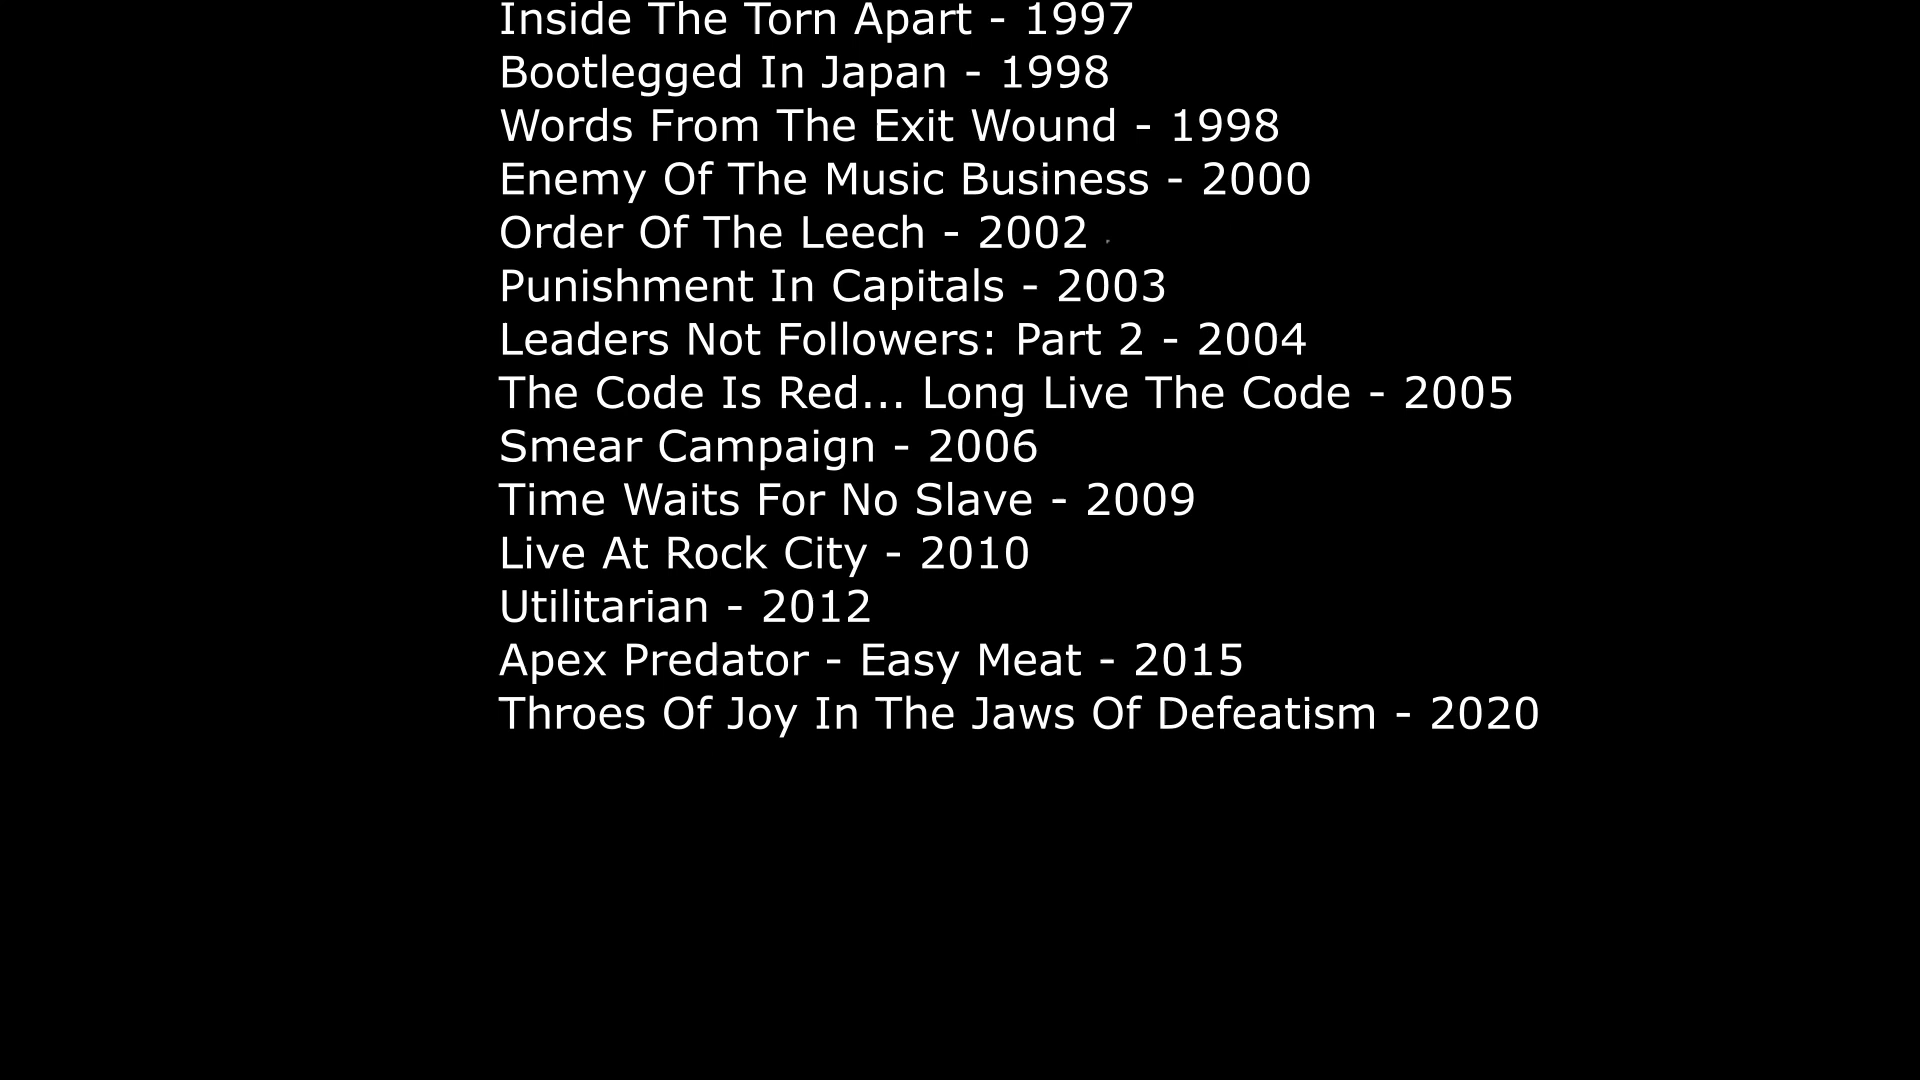 Inside The Torn Apart - 1997
Bootlegged In Japan - 1998
Words From The Exit Wound - 1998
Enemy Of The Music Business - 2000
Order Of The Leech - 2002
Punishment In Capitals - 2003
Leaders Not Followers: Part 2 - 2004
The Code Is Red... Long Live The Code - 2005
Smear Campaign - 2006
Time Waits For No Slave - 2009
Live At Rock City - 2010
Utilitarian - 2012
Apex Predator - Easy Meat - 2015
Throes Of Joy In The Jaws Of Defeatism - 2020